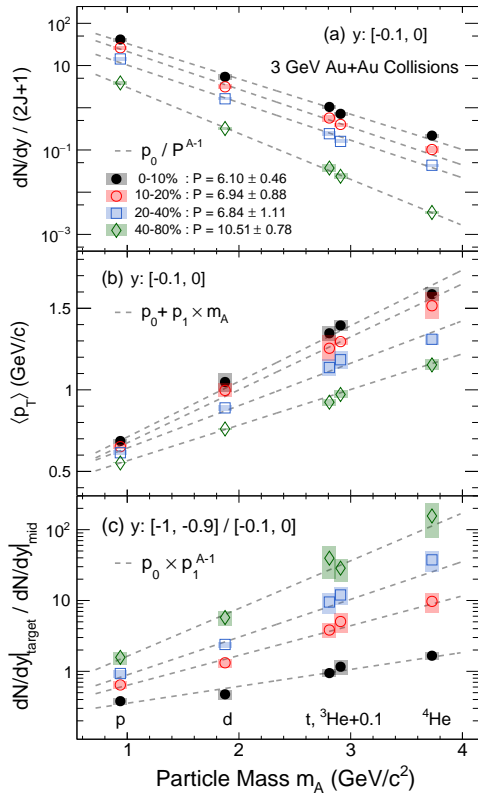 (a) y: [-0.1, 0]
3 GeV Au+Au Collisions
p₀ / P^(A-1)
0-10% : P = 6.10 ± 0.46
10-20% : P = 6.94 ± 0.88
20-40% : P = 6.84 ± 1.11
40-80% : P = 10.51 ± 0.78
dN/dy / (2J+1)
10²
10
10⁻¹
10⁻³
(b) y: [-0.1, 0]
p₀ + p₁ × m_A
⟨p_T⟩ (GeV/c)
1.5
1
0.5
(c) y: [-1, -0.9] / [-0.1, 0]
p₀ × p₁^(A-1)
dN/dy|_target / dN/dy|_mid
10²
10
1
p d t, ³He+0.1 ⁴He
1 2 3 4
Particle Mass m_A (GeV/c²)